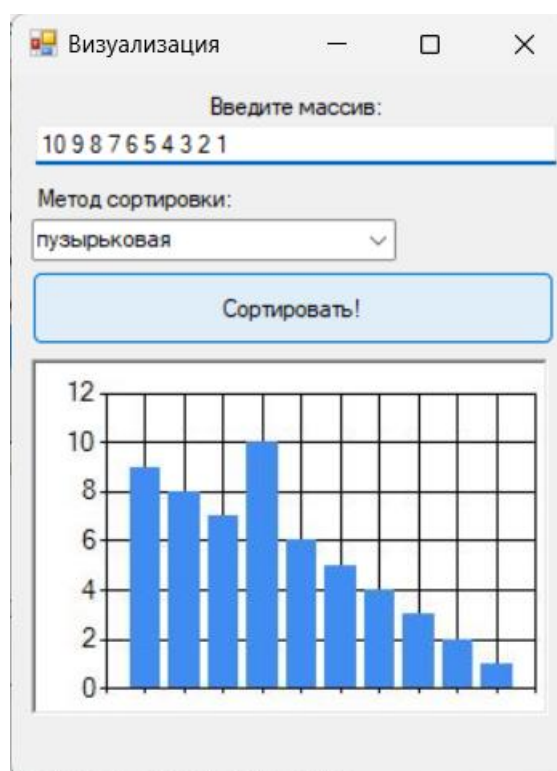 Визуализация
Введите массив:
10 9 8 7 6 5 4 3 2 1
Метод сортировки:
пузырьковая
Сортировать!
12
10
8
6
4
2
0